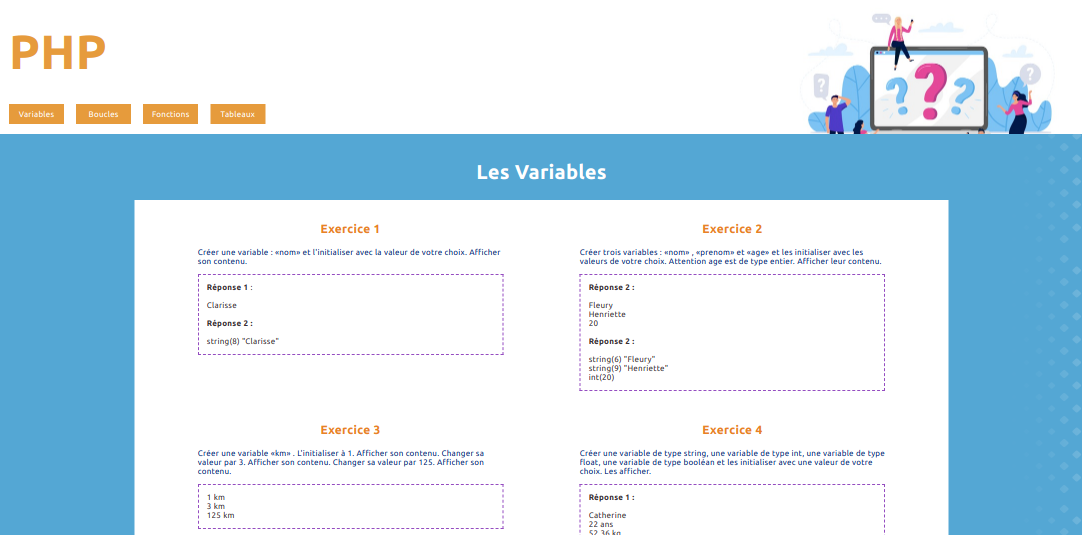 PHP
Variables
Boucles
Fonctions
Tableaux
? ? ?
?
?
Les Variables
Exercice 1
Créer une variable : «nom» et l'initialiser avec la valeur de votre choix. Afficher
son contenu.
Réponse 1 :
Clarisse
Réponse 2 :
string(8) "Clarisse"
Exercice 2
Créer trois variables : «nom» , «prenom» et «age» et les initialiser avec les
valeurs de votre choix. Attention age est de type entier. Afficher leur contenu.
Réponse 2 :
Fleury
Henriette
20
Réponse 2 :
string(6) "Fleury"
string(9) "Henriette"
int(20)
Exercice 3
Créer une variable «km» . L'initialiser à 1. Afficher son contenu. Changer sa
valeur par 3. Afficher son contenu. Changer sa valeur par 125. Afficher son
contenu.
1 km
3 km
125 km
Exercice 4
Créer une variable de type string, une variable de type int, une variable de type
float, une variable de type booléan et les initialiser avec une valeur de votre
choix. Les afficher.
Réponse 1 :
Catherine
22 ans
52.36 kg